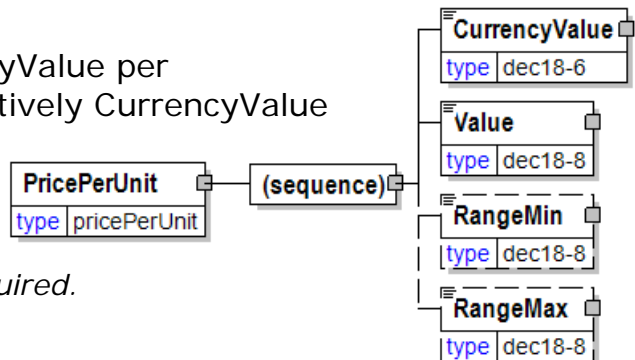 yValue per
tively CurrencyValue
uired.
PricePerUnit
type pricePerUnit
(sequence)
CurrencyValue
type dec18-6
Value
type dec18-8
RangeMin
type dec18-8
RangeMax
type dec18-8